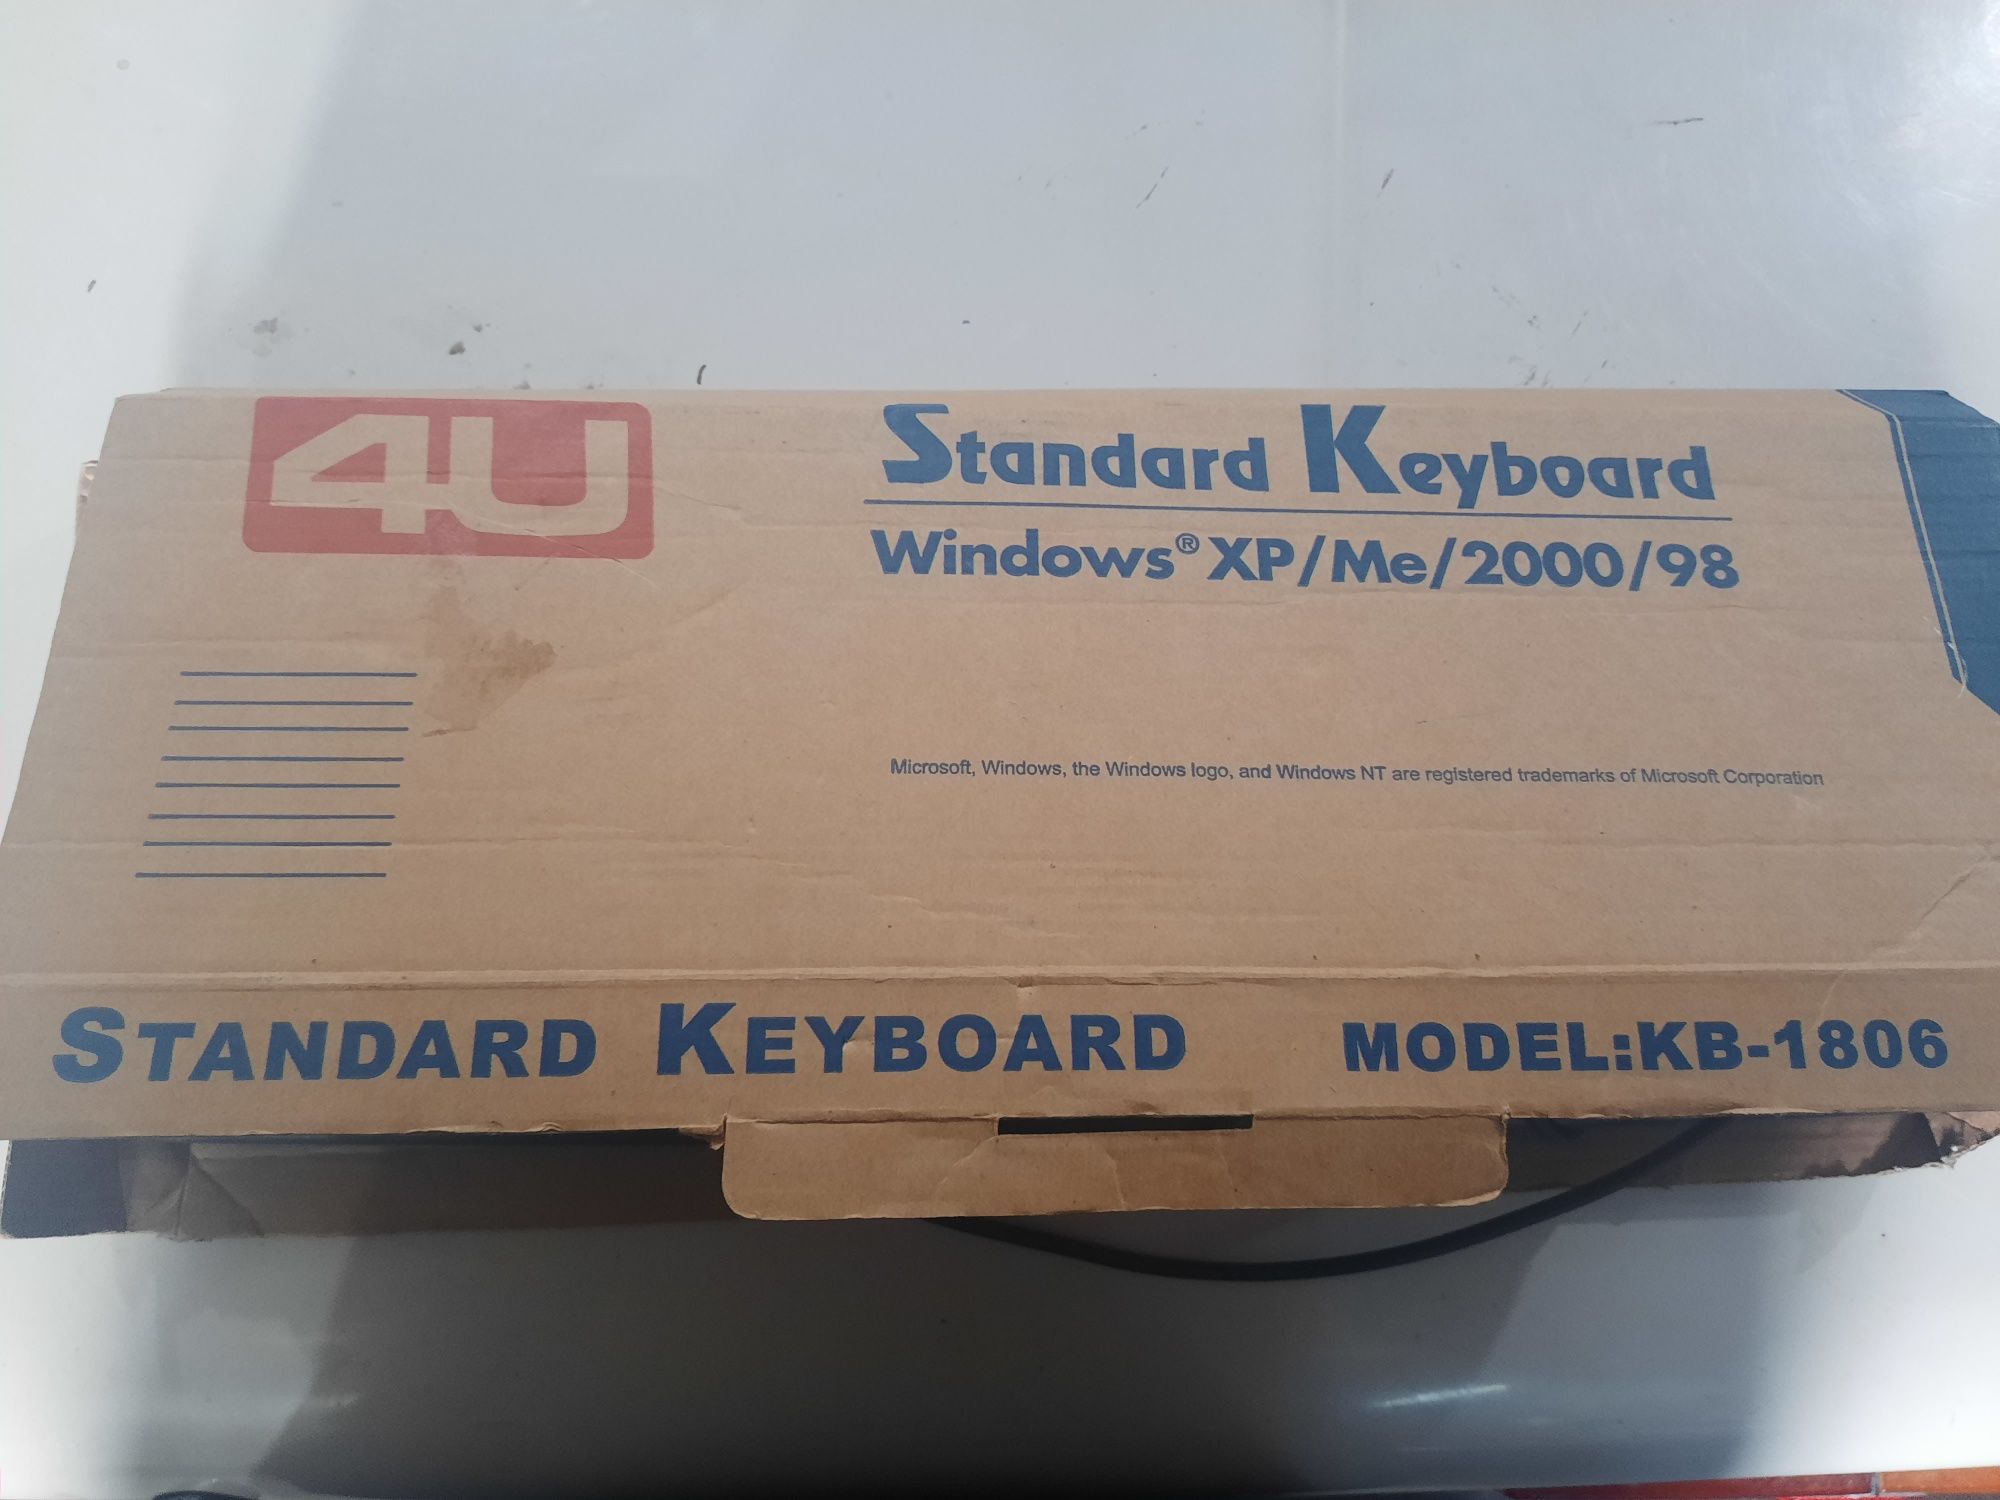 4U
Standard Keyboard
Windows® XP/Me/2000/98
Microsoft, Windows, the Windows logo, and Windows NT are registered trademarks of Microsoft Corporation
STANDARD KEYBOARD MODEL:KB-1806